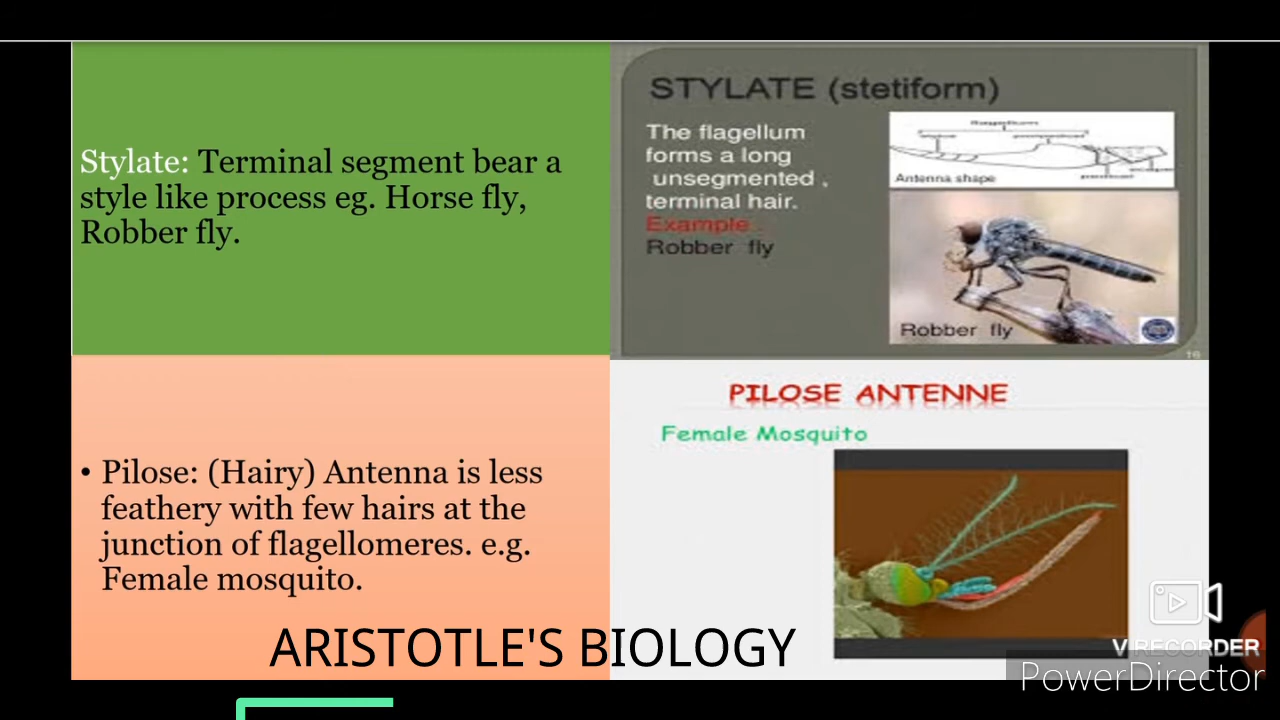 Stylate: Terminal segment bear a
style like process eg. Horse fly,
Robber fly.
STYLATE (stetiform)
The flagellum
forms a long
unsegmented ,
terminal hair.
Example
Robber fly
Antenna shape
Robber fly
16
• Pilose: (Hairy) Antenna is less
feathery with few hairs at the
junction of flagellomeres. e.g.
Female mosquito.
PILOSE ANTENNE
Female Mosquito
ARISTOTLE'S BIOLOGY
VIRECORDER
PowerDirector